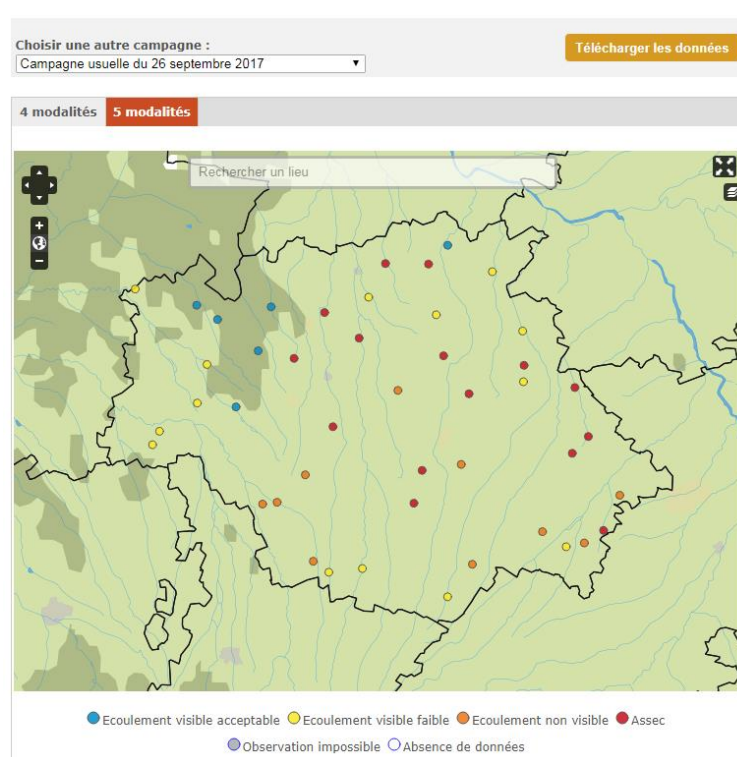 Choisir une autre campagne :
Campagne usuelle du 26 septembre 2017
Télécharger les données
4 modalités 5 modalités
Rechercher un lieu
+
−
Ecoulement visible acceptable Ecoulement visible faible Ecoulement non visible Assec
Observation impossible Absence de données